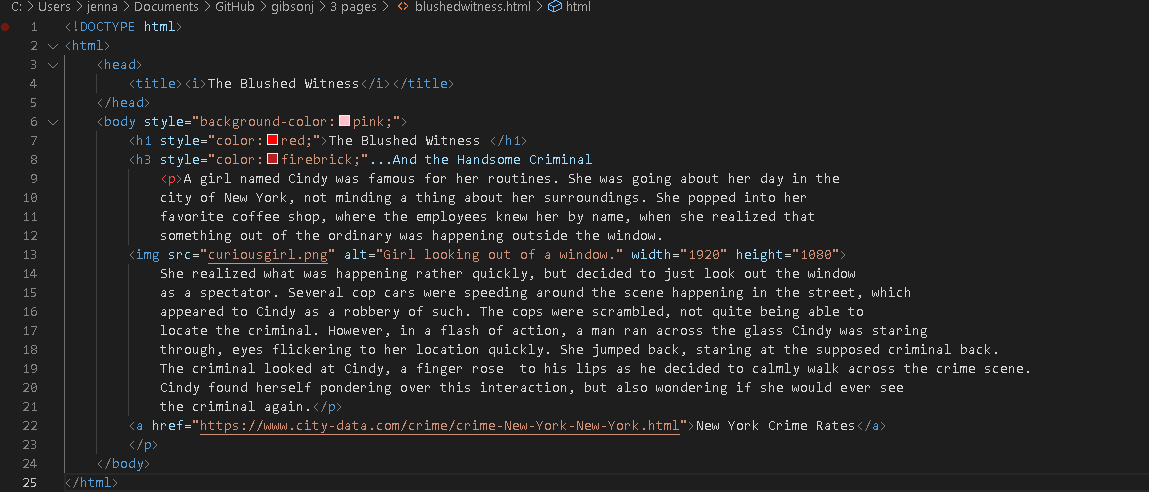 C: > Users > jenna > Documents > GitHub > gibsonj > 3 pages > <> blushedwitness.html > html
1 <!DOCTYPE html>
2 <html>
3 <head>
4 <title><i>The Blushed Witness</i></title>
5 </head>
6 <body style="background-color: pink;">
7 <h1 style="color: red;">The Blushed Witness </h1>
8 <h3 style="color: firebrick;"...And the Handsome Criminal
9 <p>A girl named Cindy was famous for her routines. She was going about her day in the
10 city of New York, not minding a thing about her surroundings. She popped into her
11 favorite coffee shop, where the employees knew her by name, when she realized that
12 something out of the ordinary was happening outside the window.
13 <img src="curiousgirl.png" alt="Girl looking out of a window." width="1920" height="1080">
14 She realized what was happening rather quickly, but decided to just look out the window
15 as a spectator. Several cop cars were speeding around the scene happening in the street, which
16 appeared to Cindy as a robbery of such. The cops were scrambled, not quite being able to
17 locate the criminal. However, in a flash of action, a man ran across the glass Cindy was staring
18 through, eyes flickering to her location quickly. She jumped back, staring at the supposed criminal back.
19 The criminal looked at Cindy, a finger rose  to his lips as he decided to calmly walk across the crime scene.
20 Cindy found herself pondering over this interaction, but also wondering if she would ever see
21 the criminal again.</p>
22 <a href="https://www.city-data.com/crime/crime-New-York-New-York.html">New York Crime Rates</a>
23 </p>
24 </body>
25 </html>